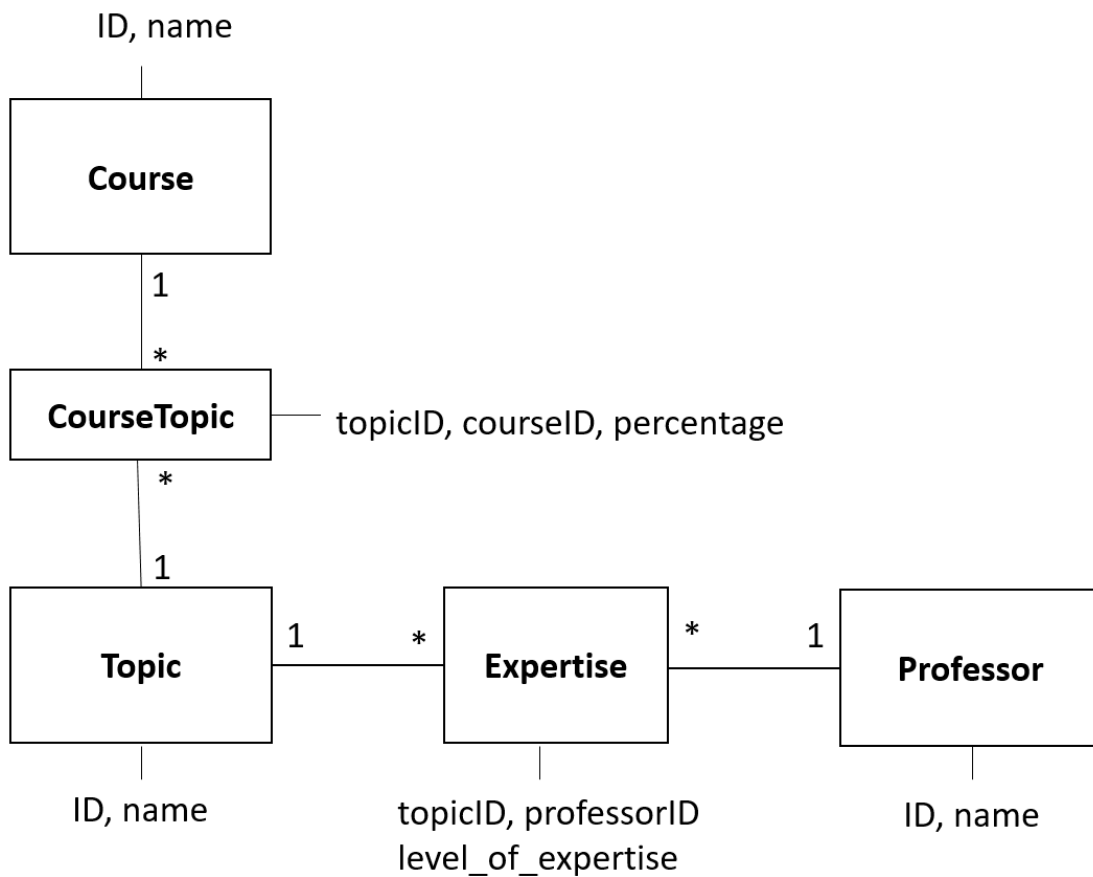 ID, name
Course
1
*
CourseTopic
topicID, courseID, percentage
*
1
Topic
1
*
Expertise
*
1
Professor
ID, name
topicID, professorID
level_of_expertise
ID, name